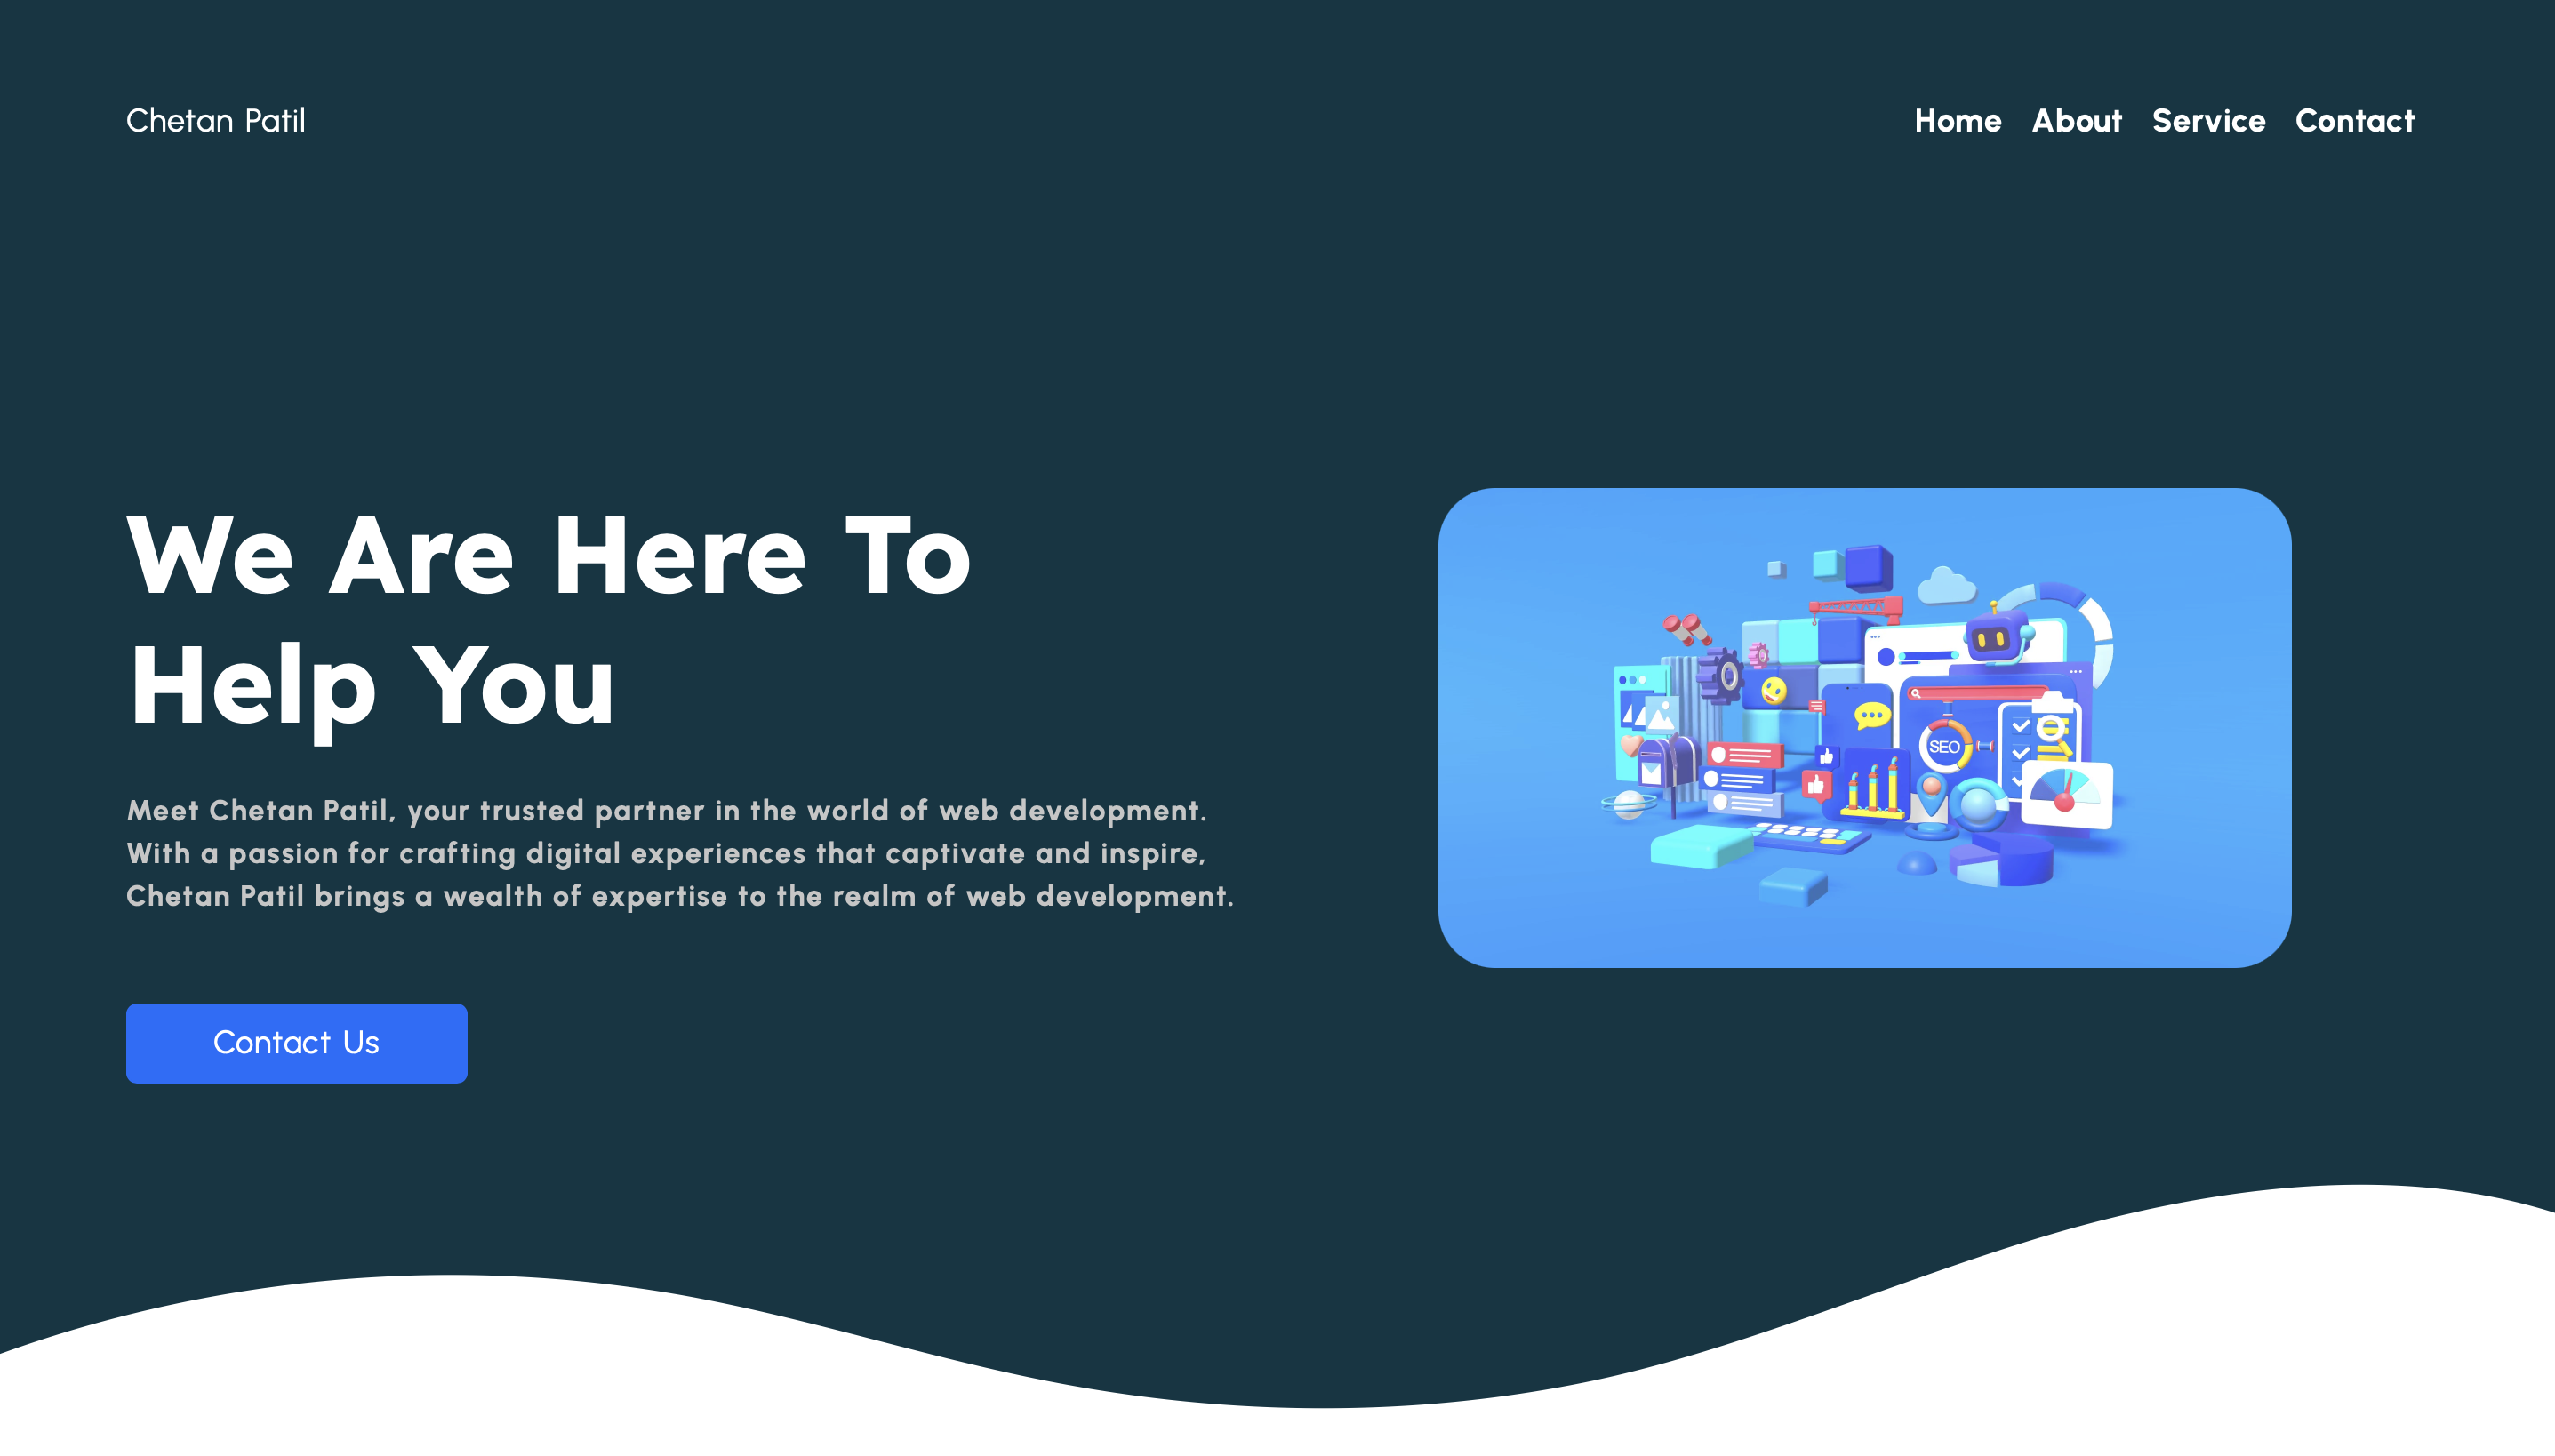 Chetan Patil
Home About Service Contact
We Are Here To
Help You
Meet Chetan Patil, your trusted partner in the world of web development.
With a passion for crafting digital experiences that captivate and inspire,
Chetan Patil brings a wealth of expertise to the realm of web development.
Contact Us
SEO